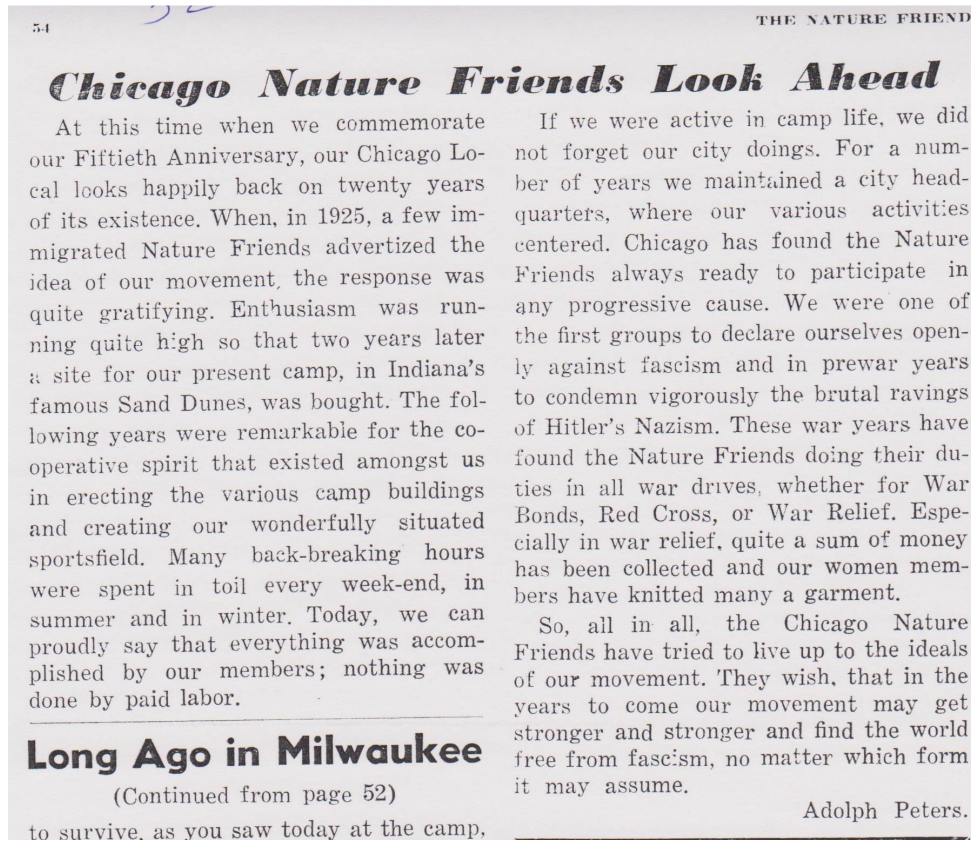 54
THE NATURE FRIEND
Chicago Nature Friends Look Ahead
At this time when we commemorate
our Fiftieth Anniversary, our Chicago Lo-
cal looks happily back on twenty years
of its existence. When, in 1925, a few im-
migrated Nature Friends advertized the
idea of our movement, the response was
quite gratifying. Enthusiasm was run-
ning quite high so that two years later
a site for our present camp, in Indiana's
famous Sand Dunes, was bought. The fol-
lowing years were remarkable for the co-
operative spirit that existed amongst us
in erecting the various camp buildings
and creating our wonderfully situated
sportsfield. Many back-breaking hours
were spent in toil every week-end, in
summer and in winter. Today, we can
proudly say that everything was accom-
plished by our members; nothing was
done by paid labor.
Long Ago in Milwaukee
(Continued from page 52)
to survive, as you saw today at the camp,
If we were active in camp life, we did
not forget our city doings. For a num-
ber of years we maintained a city head-
quarters, where our various activities
centered. Chicago has found the Nature
Friends always ready to participate in
any progressive cause. We were one of
the first groups to declare ourselves open-
ly against fascism and in prewar years
to condemn vigorously the brutal ravings
of Hitler's Nazism. These war years have
found the Nature Friends doing their du-
ties in all war drives, whether for War
Bonds, Red Cross, or War Relief. Espe-
cially in war relief, quite a sum of money
has been collected and our women mem-
bers have knitted many a garment.
So, all in all, the Chicago Nature
Friends have tried to live up to the ideals
of our movement. They wish, that in the
years to come our movement may get
stronger and stronger and find the world
free from fascism, no matter which form
it may assume.
Adolph Peters.